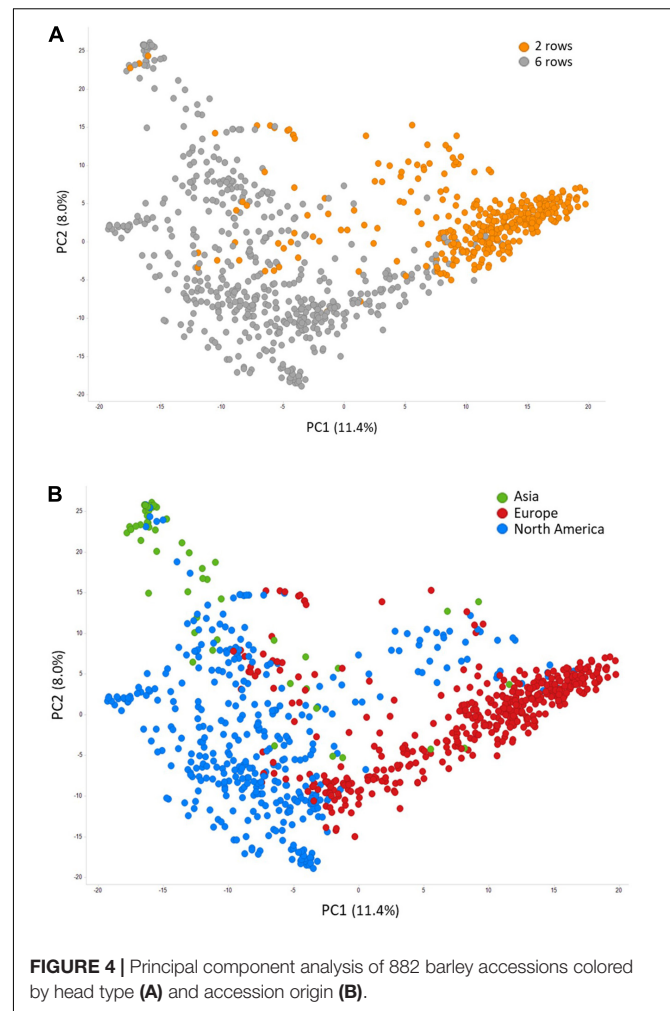 A
2 rows
6 rows
25
20
15
10
5
0
-5
-10
-15
-20
PC2 (8.0%)
-20
-15
-10
-5
0
5
10
15
20
PC1 (11.4%)
B
Asia
Europe
North America
25
20
15
10
5
0
-5
-10
-15
-20
PC2 (8.0%)
-20
-15
-10
-5
0
5
10
15
20
PC1 (11.4%)
FIGURE 4 | Principal component analysis of 882 barley accessions colored
by head type (A) and accession origin (B).